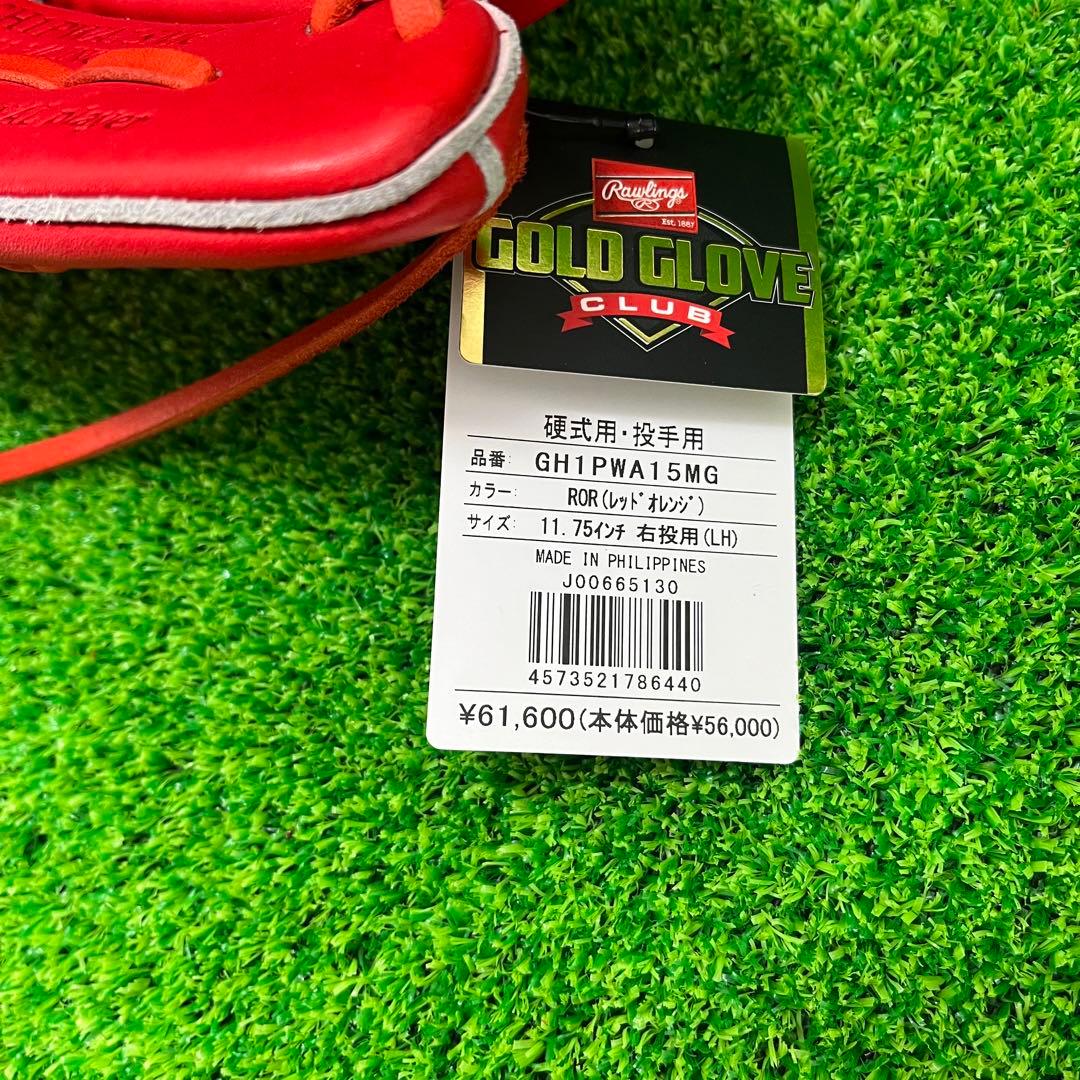 Rawlings
Est. 1887
GOLD GLOVE
CLUB
硬式用・投手用
品番: GH1PWA15MG
カラー: ROR(レッドオレンジ)
サイズ: 11.75インチ 右投用(LH)
MADE IN PHILIPPINES
J00665130
4573521786440
¥61,600(本体価格¥56,000)